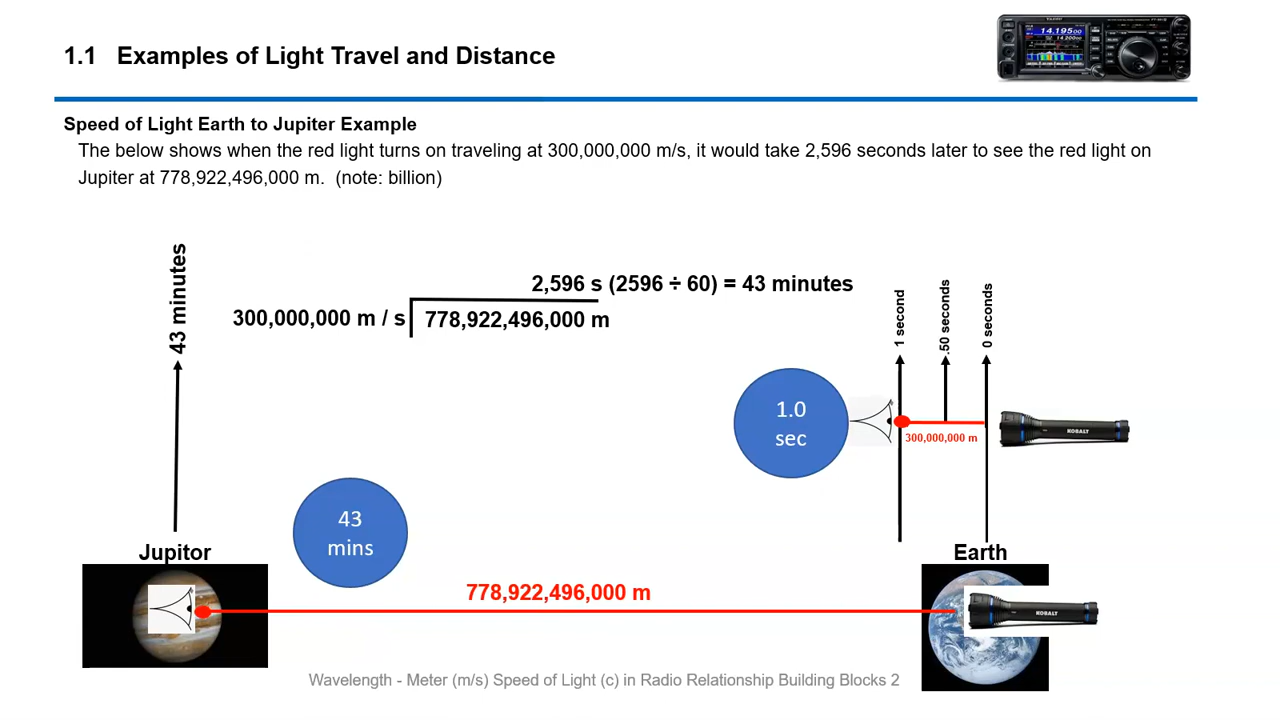 1.1 Examples of Light Travel and Distance
14.19500
14.2000
Speed of Light Earth to Jupiter Example
The below shows when the red light turns on traveling at 300,000,000 m/s, it would take 2,596 seconds later to see the red light on
Jupiter at 778,922,496,000 m. (note: billion)
43 minutes
2,596 s (2596 ÷ 60) = 43 minutes
300,000,000 m / s
778,922,496,000 m
1 second
.50 seconds
0 seconds
1.0
sec
300,000,000 m
KOBALT
43
mins
Jupitor
Earth
778,922,496,000 m
KOBALT
Wavelength - Meter (m/s) Speed of Light (c) in Radio Relationship Building Blocks 2